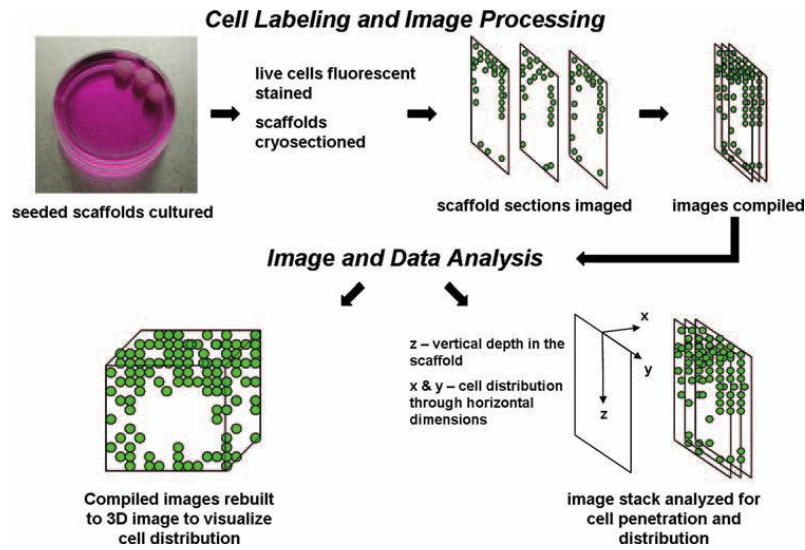 Cell Labeling and Image Processing
live cells fluorescent
stained
scaffolds
cryosectioned
seeded scaffolds cultured
scaffold sections imaged
images compiled
Image and Data Analysis
z – vertical depth in the
scaffold
x & y – cell distribution
through horizontal
dimensions
x
y
z
Compiled images rebuilt
to 3D image to visualize
cell distribution
image stack analyzed for
cell penetration and
distribution